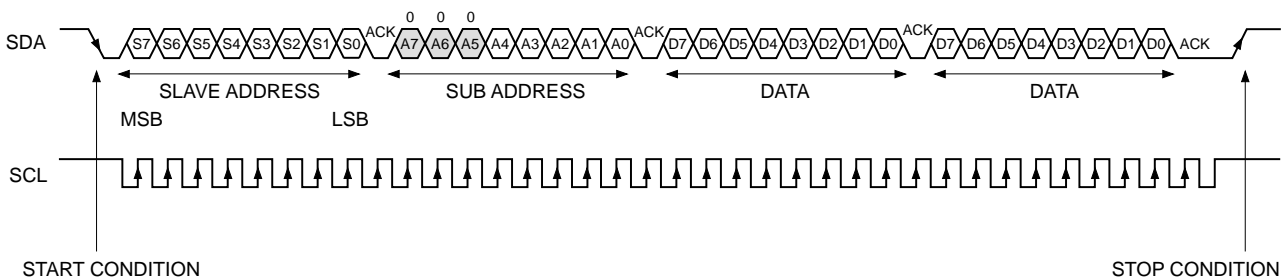 0 0 0
SDA S7 S6 S5 S4 S3 S2 S1 S0 ACK A7 A6 A5 A4 A3 A2 A1 A0 ACK D7 D6 D5 D4 D3 D2 D1 D0 ACK D7 D6 D5 D4 D3 D2 D1 D0 ACK
SLAVE ADDRESS SUB ADDRESS DATA DATA
MSB LSB
SCL
START CONDITION STOP CONDITION